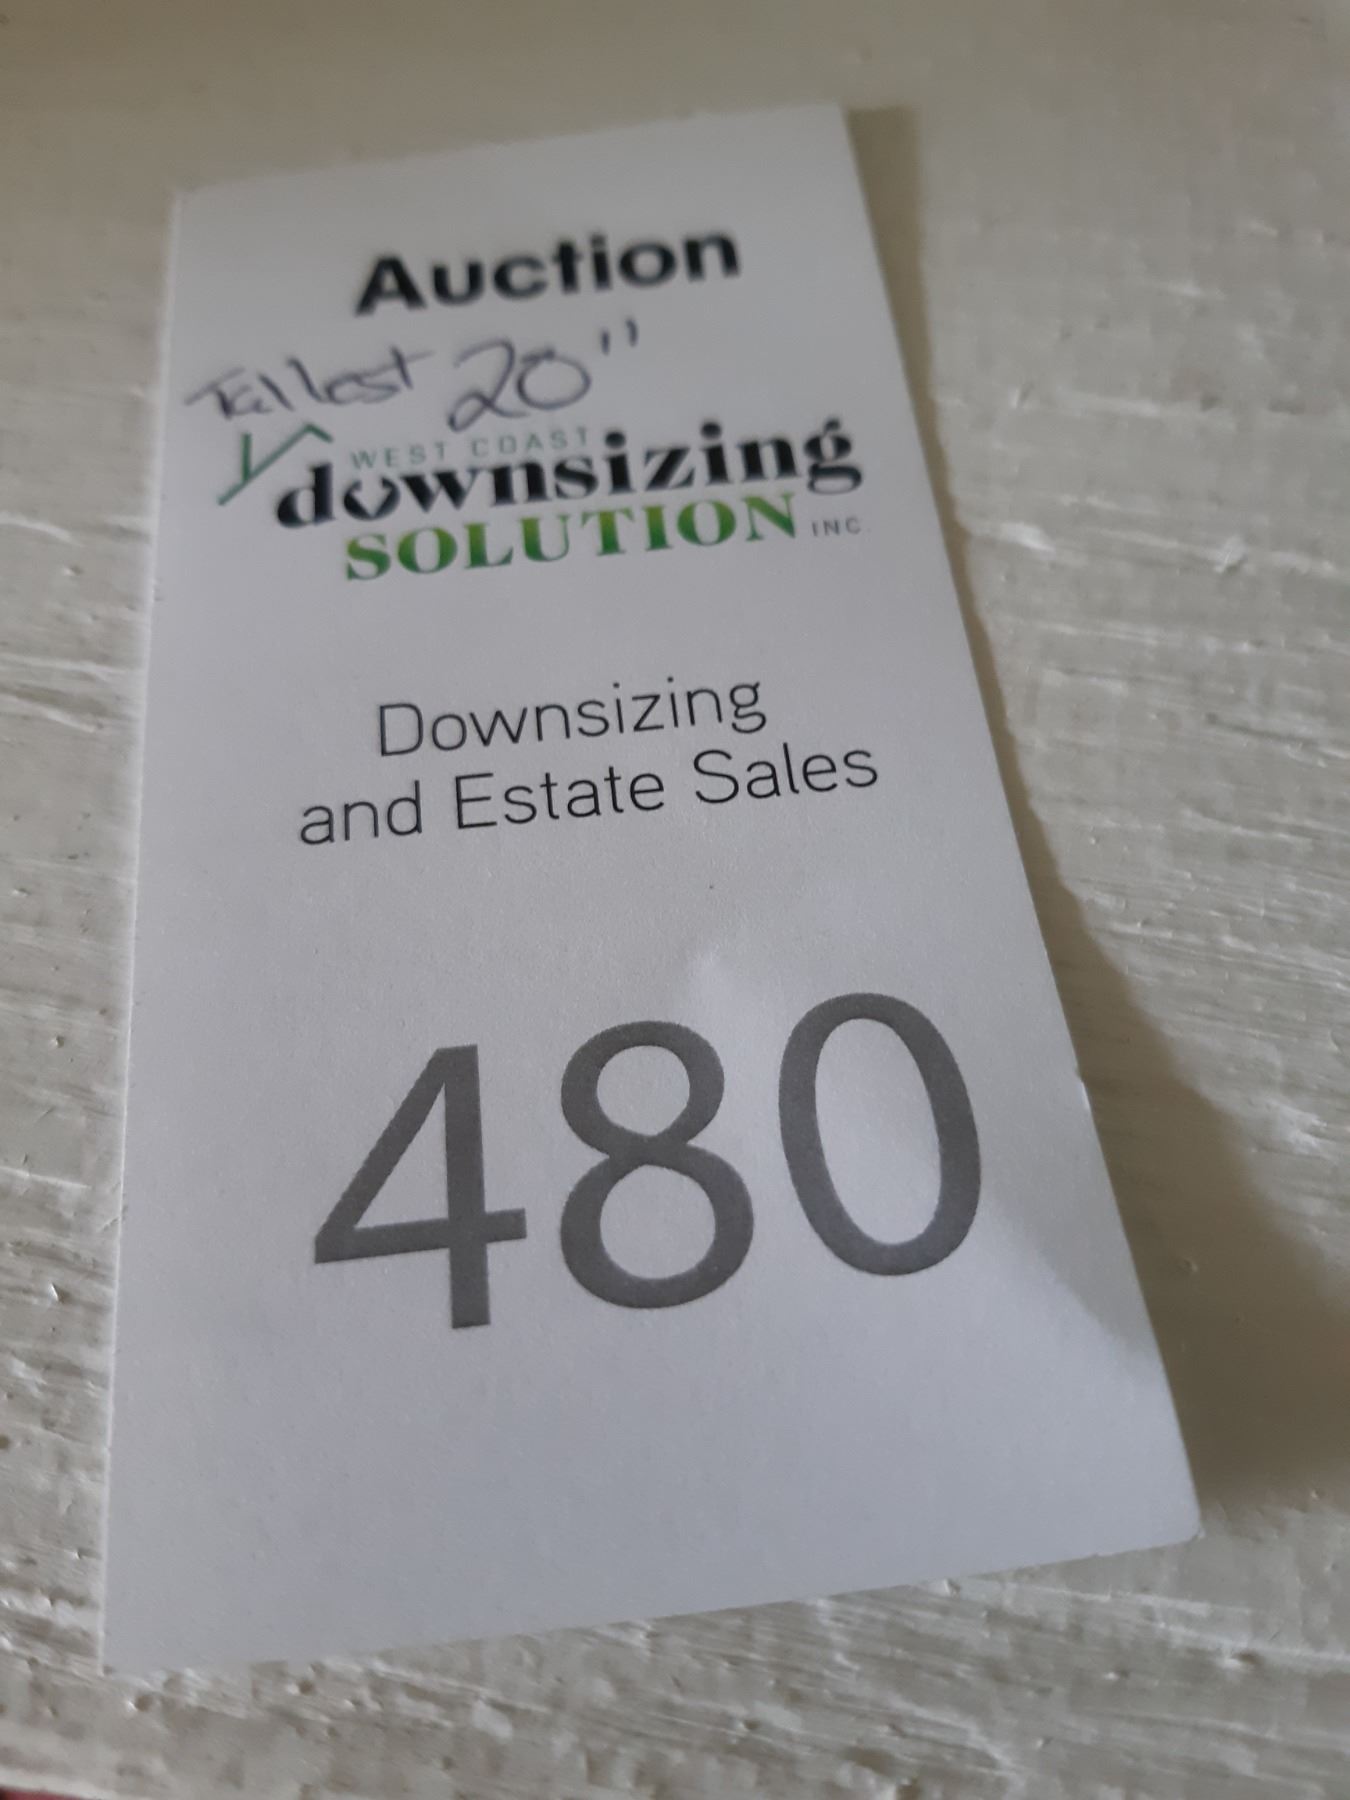 Auction
Tallest 20"
WEST COAST
downsizing
SOLUTION INC.
Downsizing
and Estate Sales
480